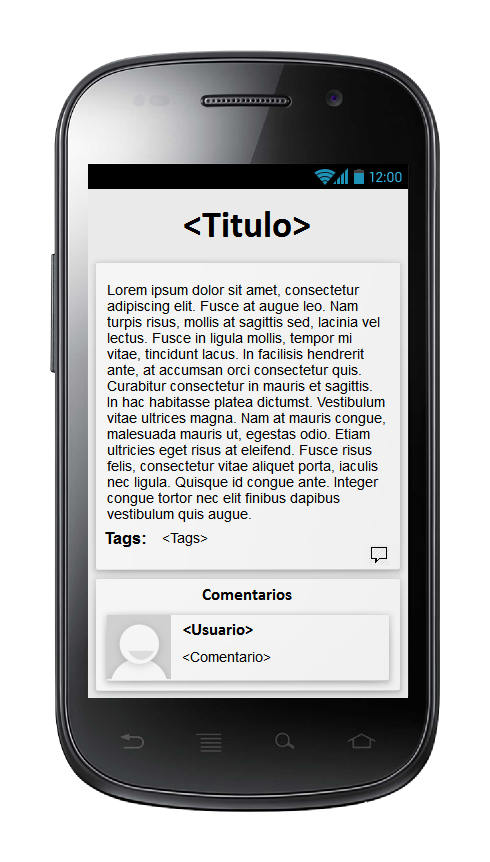 12:00
<Titulo>
Lorem ipsum dolor sit amet, consectetur
adipiscing elit. Fusce at augue leo. Nam
turpis risus, mollis at sagittis sed, lacinia vel
lectus. Fusce in ligula mollis, tempor mi
vitae, tincidunt lacus. In facilisis hendrerit
ante, at accumsan orci consectetur quis.
Curabitur consectetur in mauris et sagittis.
In hac habitasse platea dictumst. Vestibulum
vitae ultrices magna. Nam at mauris congue,
malesuada mauris ut, egestas odio. Etiam
ultricies eget risus at eleifend. Fusce risus
felis, consectetur vitae aliquet porta, iaculis
nec ligula. Quisque id congue ante. Integer
congue tortor nec elit finibus dapibus
vestibulum quis augue.
Tags: <Tags>
Comentarios
<Usuario>
<Comentario>